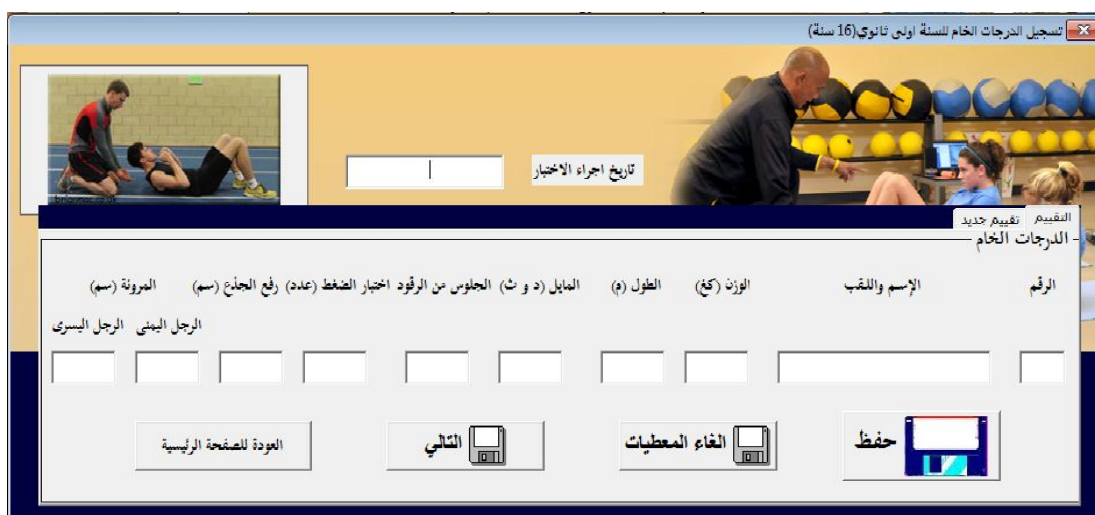 تسجيل الدرجات الخام للسنة اولى ثانوي(16 سنة)
تاريخ اجراء الاختبار
التقييم تقييم جديد
الدرجات الخام
الرقم الإسم واللقب الوزن (كغ) الطول (م) المايل (د و ث) الجلوس من الرقود اختبار الضغط (عدد) رفع الجذع (سم) المرونة (سم)
الرجل اليمنى الرجل اليسرى
حفظ الغاء المعطيات التالي العودة للصفحة الرئيسية